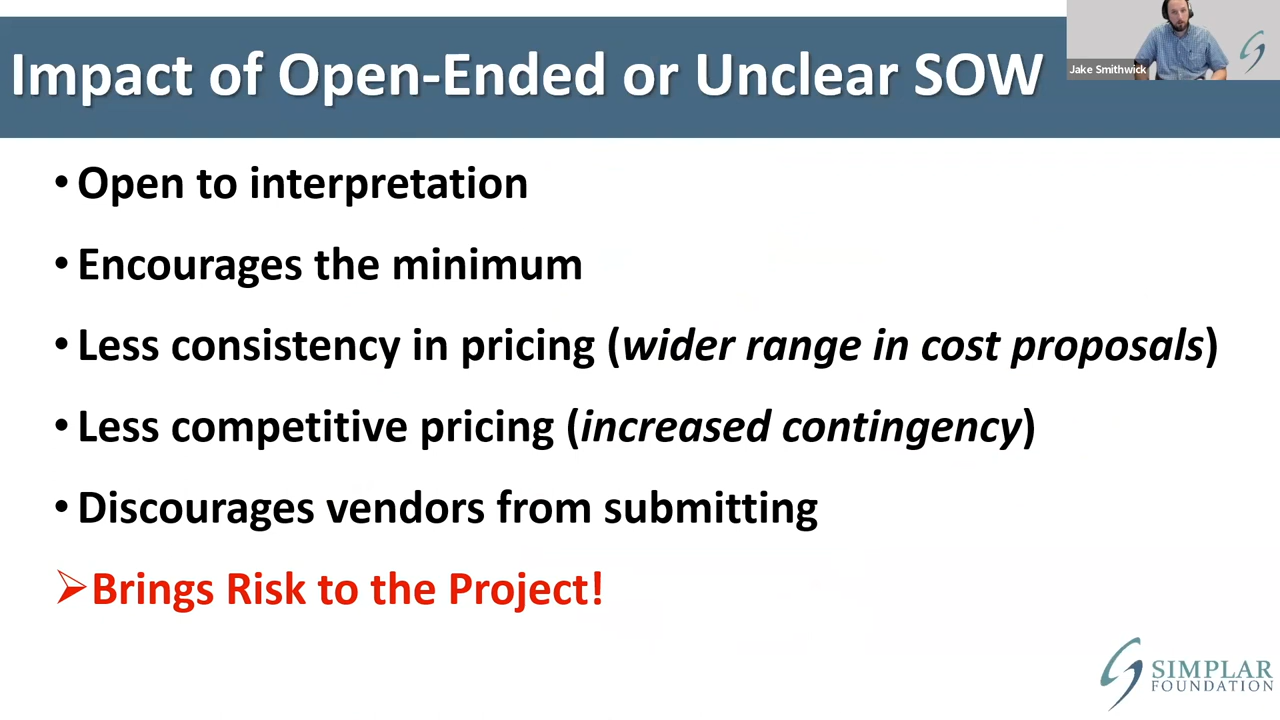 Impact of Open-Ended or Unclear SOW
Jake Smithwick
• Open to interpretation
• Encourages the minimum
• Less consistency in pricing (wider range in cost proposals)
• Less competitive pricing (increased contingency)
• Discourages vendors from submitting
➢ Brings Risk to the Project!
SIMPLAR
FOUNDATION